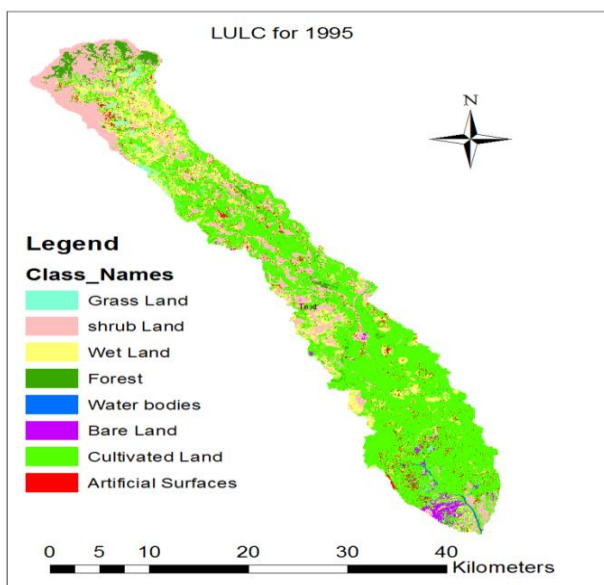 LULC for 1995
N
Legend
Class_Names
Grass Land
shrub Land
Wet Land
Forest
Water bodies
Bare Land
Cultivated Land
Artificial Surfaces
0 5 10 20 30 40
Kilometers